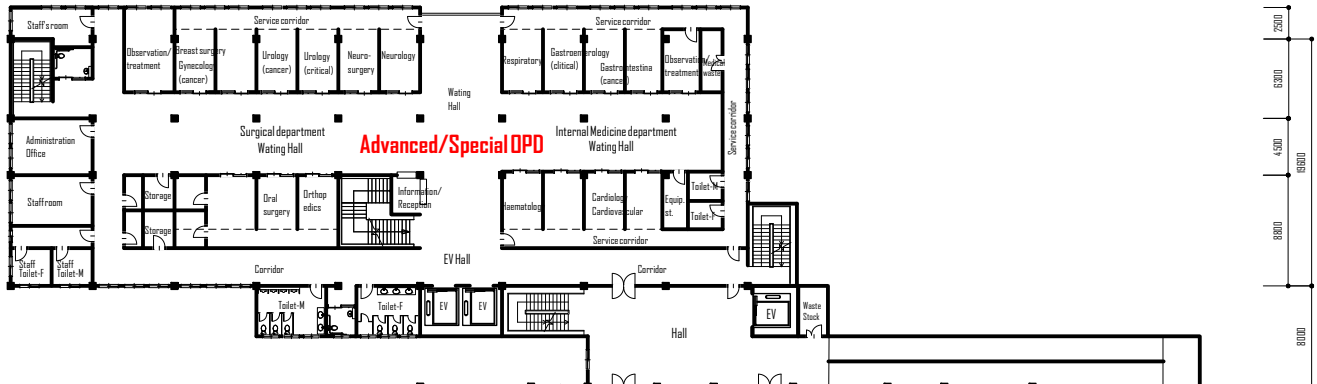 Staff's room
Service corridor
Service corridor
2500
Observation/
treatment
Breast surgery
Gynecology
(cancer)
Urology
(cancer)
Urology
(critical)
Neuro-
surgery
Neurology
Respiratory
Gastroenterology
(clitical)
Gastrointestina
(cancer)
Observation/
treatment
Medical
waste
6300
Wating
Hall
Service corridor
Administration
Office
Surgical department
Wating Hall
Advanced/Special OPD
Internal Medicine department
Wating Hall
4500
19600
Staff room
Storage
Storage
Oral
surgery
Orthop
edics
Information/
Reception
Haematology
Cardiology
Cardiovascular
Equip.
st.
Toilet-M
Toilet-F
Service corridor
8800
Staff
Toilet-F
Staff
Toilet-M
Corridor
EV Hall
Corridor
Toilet-M
Toilet-F
EV
EV
Hall
EV
Waste
Stock
8000